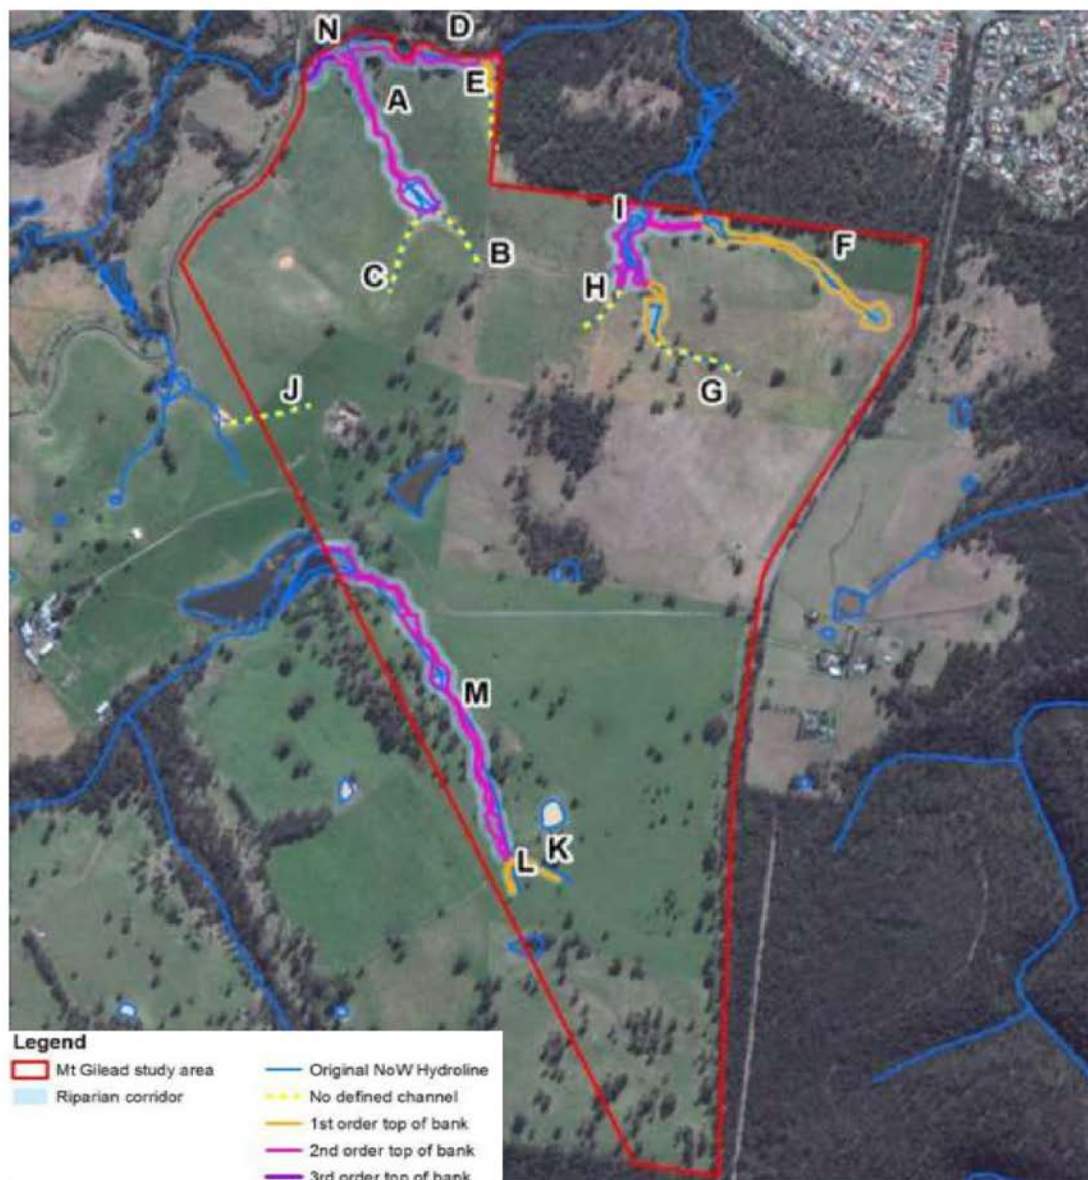 D
N
E
A
I
F
B
C
H
G
J
M
K
L
Legend
Mt Gilead study area
Riparian corridor
Original NoW Hydroline
No defined channel
1st order top of bank
2nd order top of bank
3rd order top of bank